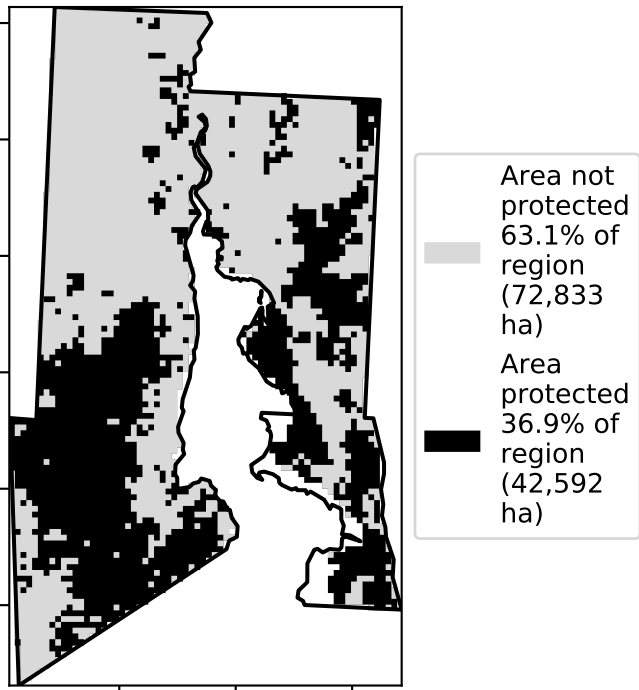 Area not
protected
63.1% of
region
(72,833
ha)
Area
protected
36.9% of
region
(42,592
ha)